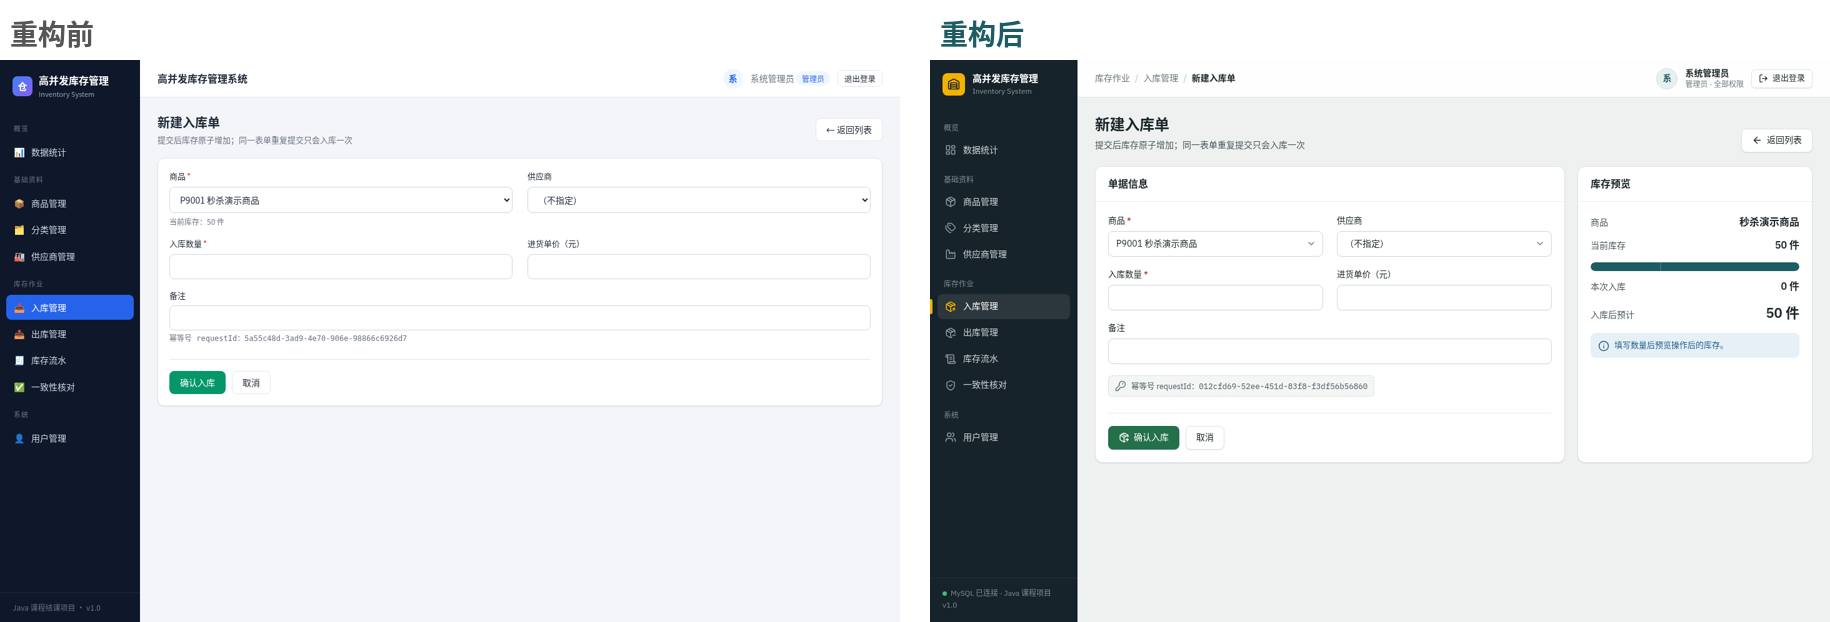 重构前
高并发库存管理
Inventory System
概览
数据统计
基础资料
商品管理
分类管理
供应商管理
库存作业
入库管理
出库管理
库存流水
一致性核对
系统
用户管理
Java 课程结课项目 · v1.0
高并发库存管理系统
系 系统管理员 管理员 退出登录
新建入库单
提交后库存原子增加；同一表单重复提交只会入库一次
← 返回列表
商品 * 供应商
P9001 秒杀演示商品 （不指定）
当前库存：50 件
入库数量 * 进货单价（元）
备注
幂等号 requestId：5a55c48d-3ad9-4e70-906e-98866c6926d7
确认入库 取消
重构后
高并发库存管理
Inventory System
概览
数据统计
基础资料
商品管理
分类管理
供应商管理
库存作业
入库管理
出库管理
库存流水
一致性核对
系统
用户管理
MySQL 已连接 · Java 课程项目
v1.0
库存作业 / 入库管理 / 新建入库单
系 系统管理员
管理员 · 全部权限
退出登录
新建入库单
提交后库存原子增加；同一表单重复提交只会入库一次
← 返回列表
单据信息
商品 * 供应商
P9001 秒杀演示商品 （不指定）
入库数量 * 进货单价（元）
备注
幂等号 requestId：012cfd69-52ee-451d-83f8-f3df56b56860
确认入库 取消
库存预览
商品 秒杀演示商品
当前库存 50 件
本次入库 0 件
入库后预计 50 件
填写数量后预览操作后的库存。